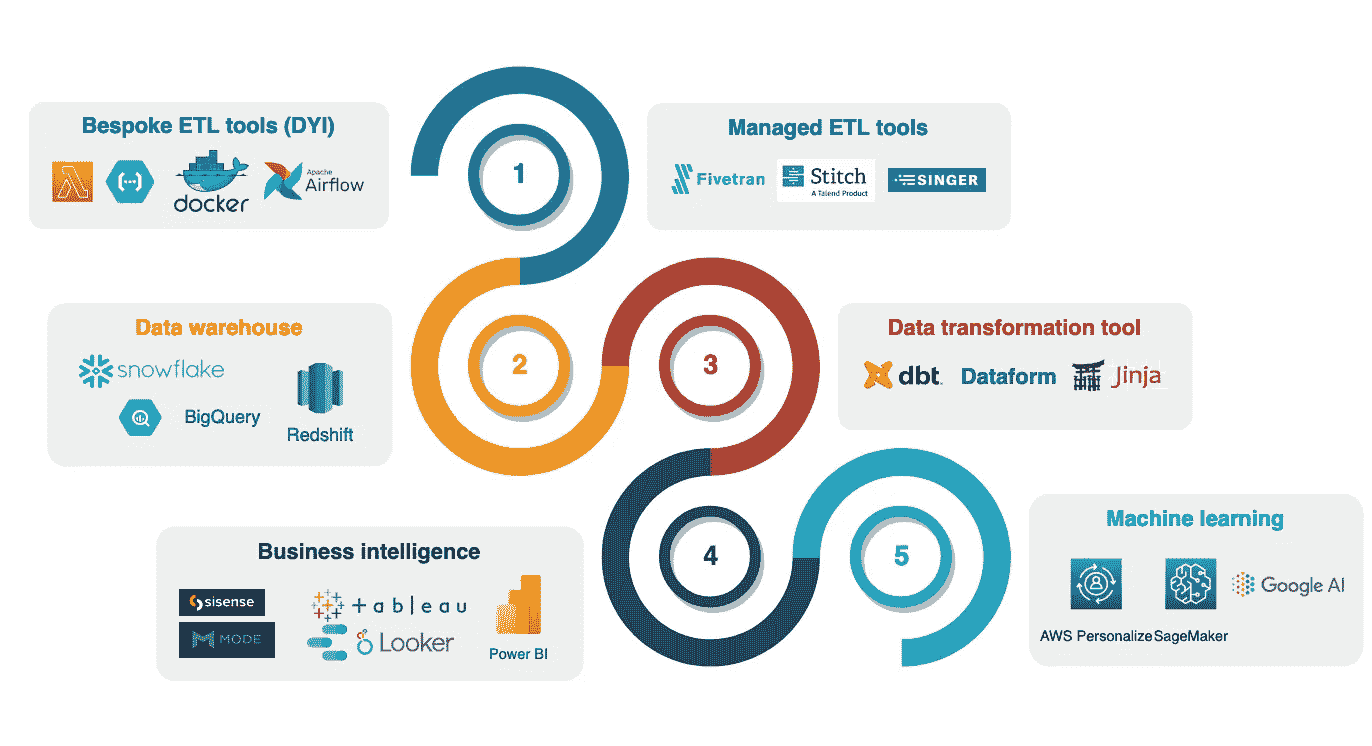 Bespoke ETL tools (DYI)
docker
Apache
Airflow
1
Managed ETL tools
Fivetran
Stitch
A Talend Product
SINGER
Data warehouse
snowflake
BigQuery
Redshift
2
3
Data transformation tool
dbt
Dataform
Jinja
Business intelligence
sisense
MODE
+ableau
Looker
Power BI
4
5
Machine learning
Google AI
AWS Personalize
SageMaker